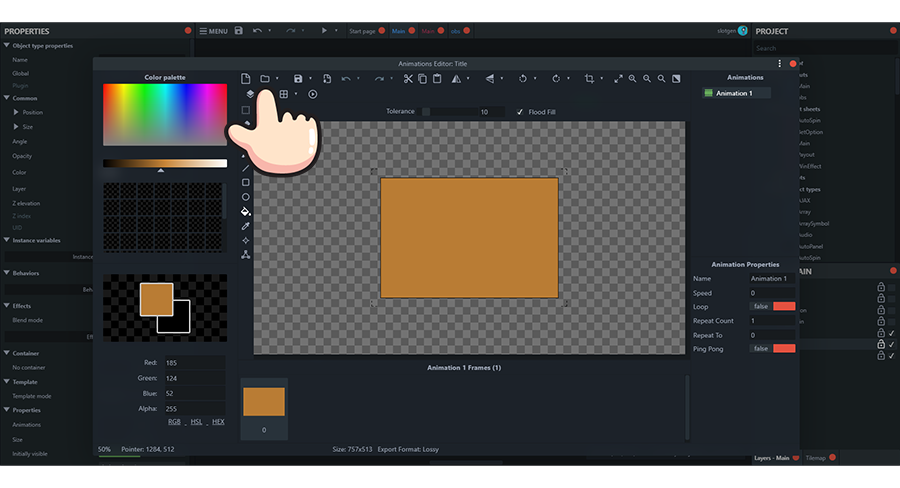 PROPERTIES
MENU
Start page
Main
Main
obs
slotgen
PROJECT
Object type properties
Name
Global
Plugin
Common
Position
Size
Angle
Opacity
Color
Layer
Z elevation
Z index
UID
Instance variables
Behaviors
Effects
Blend mode
Container
No container
Template
Template mode
Properties
Animations
Size
Initially visible
Animations Editor: Title
Color palette
Tolerance
10
Flood Fill
Animations
Animation 1
Search
Red: 185
Green: 124
Blue: 52
Alpha: 255
RGB
HSL
HEX
Animation 1 Frames (1)
0
Animation Properties
Name Animation 1
Speed 0
Loop false
Repeat Count 1
Repeat To 0
Ping Pong false
50%
Pointer: 1284, 512
Size: 757x513 Export Format: Lossy
Layers - Main
Tilemap